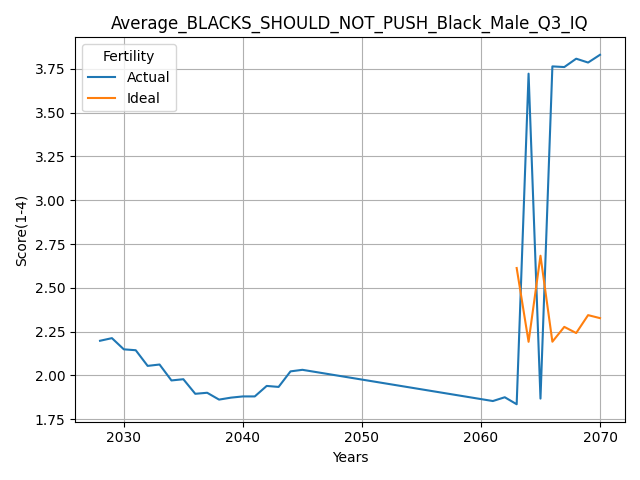 Average_BLACKS_SHOULD_NOT_PUSH_Black_Male_Q3_IQ
Fertility
Actual
Ideal
Score(1-4)
3.75
3.50
3.25
3.00
2.75
2.50
2.25
2.00
1.75
2030 2040 2050 2060 2070
Years